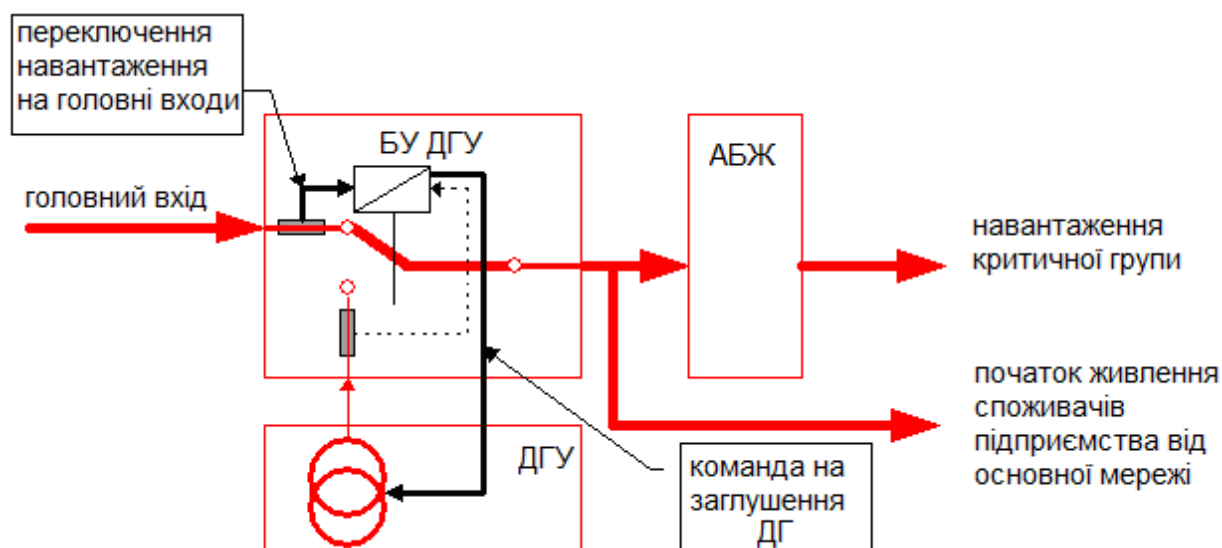 переключення
навантаження
на головні входи
БУ ДГУ
АБЖ
головний вхід
навантаження
критичної групи
початок живлення
споживачів
підприємства від
основної мережі
ДГУ
команда на
заглушення
ДГ